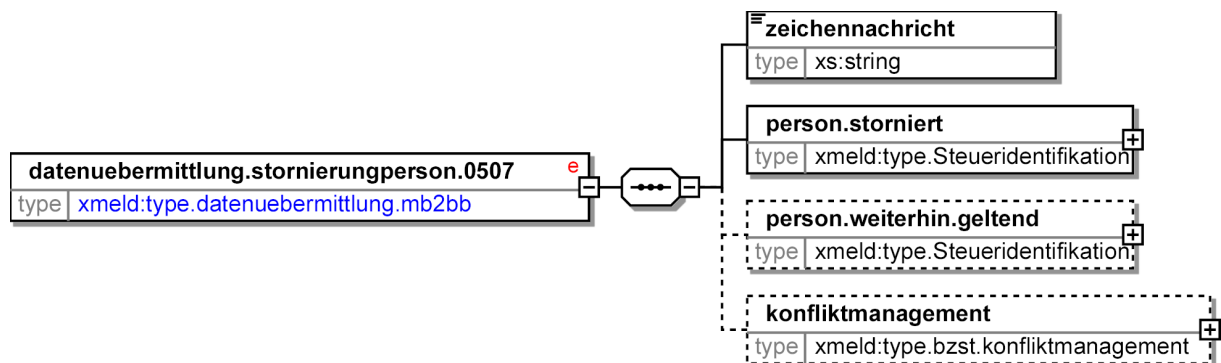 zeichennachricht
type xs:string
person.storniert
type xmeld:type.Steueridentifikation
datenuebermittlung.stornierungperson.0507 e
type xmeld:type.datenuebermittlung.mb2bb
person.weiterhin.geltend
type xmeld:type.Steueridentifikation
konfliktmanagement
type xmeld:type.bzst.konfliktmanagement